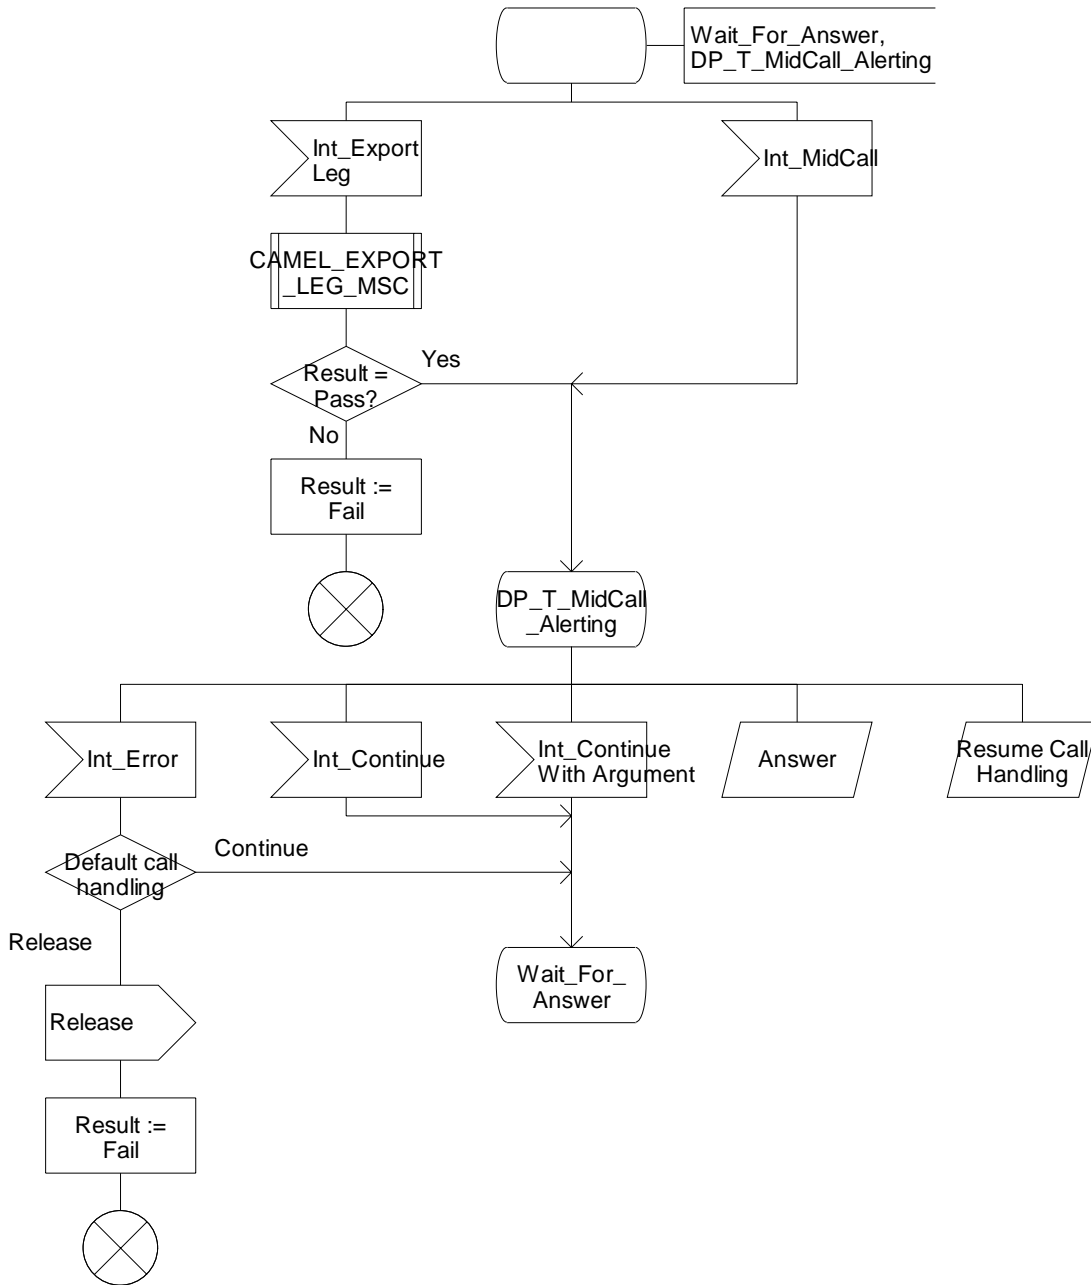 Wait_For_Answer,
DP_T_MidCall_Alerting
Int_Export
Leg
Int_MidCall
CAMEL_EXPORT
_LEG_MSC
Yes
Result =
Pass?
No
Result :=
Fail
DP_T_MidCall
_Alerting
Int_Error
Int_Continue
Int_Continue
With Argument
Answer
Resume Call
Handling
Default call
handling
Continue
Release
Wait_For_
Answer
Release
Result :=
Fail